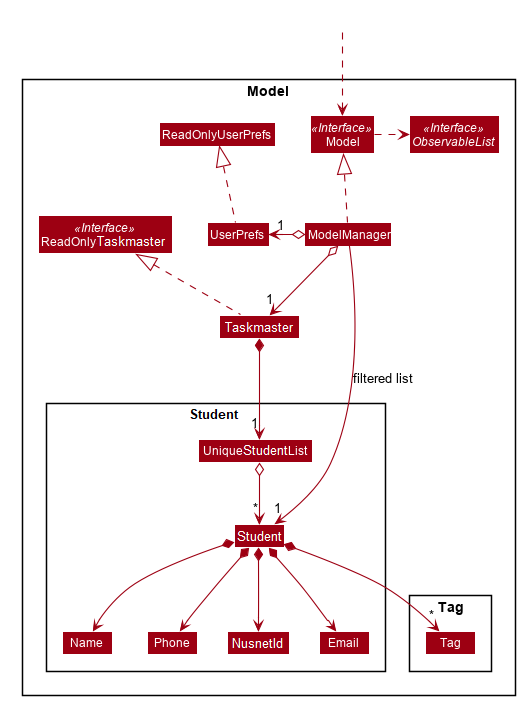 Model
ReadOnlyUserPrefs
«Interface»
Model
«Interface»
ObservableList
«Interface»
ReadOnlyTaskmaster
UserPrefs
1
ModelManager
1
Taskmaster
filtered list
Student
1
UniqueStudentList
*
1
Student
Tag
*
Name
Phone
NusnetId
Email
Tag